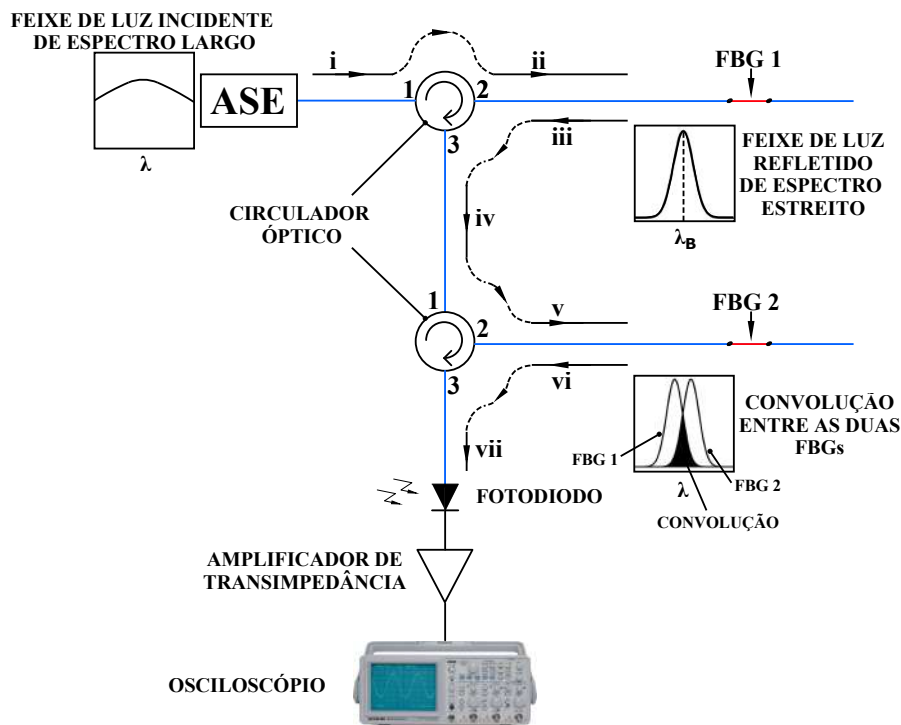 FEIXE DE LUZ INCIDENTE
DE ESPECTRO LARGO
ASE
λ
i
ii
1
2
3
FBG 1
iii
FEIXE DE LUZ
REFLETIDO
DE ESPECTRO
ESTREITO
λB
CIRCULADOR
ÓPTICO
iv
v
1
2
3
FBG 2
vi
vii
FBG 1
FBG 2
λ
CONVOLUÇÃO
CONVOLUÇÃO
ENTRE AS DUAS
FBGs
FOTODIODO
AMPLIFICADOR DE
TRANSIMPEDÂNCIA
OSCILOSCÓPIO